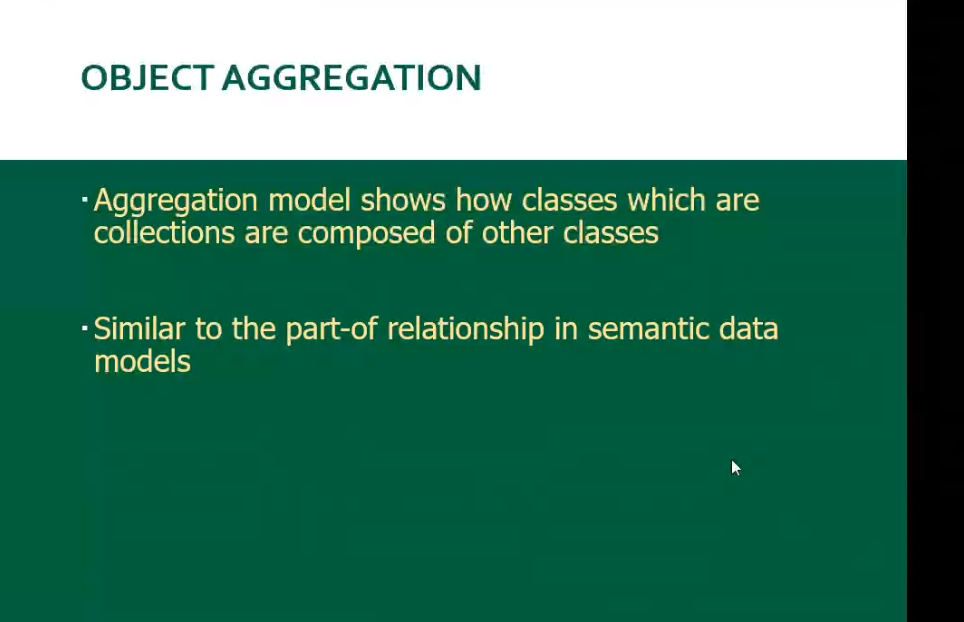 OBJECT AGGREGATION
▪Aggregation model shows how classes which are
collections are composed of other classes
▪Similar to the part-of relationship in semantic data
models